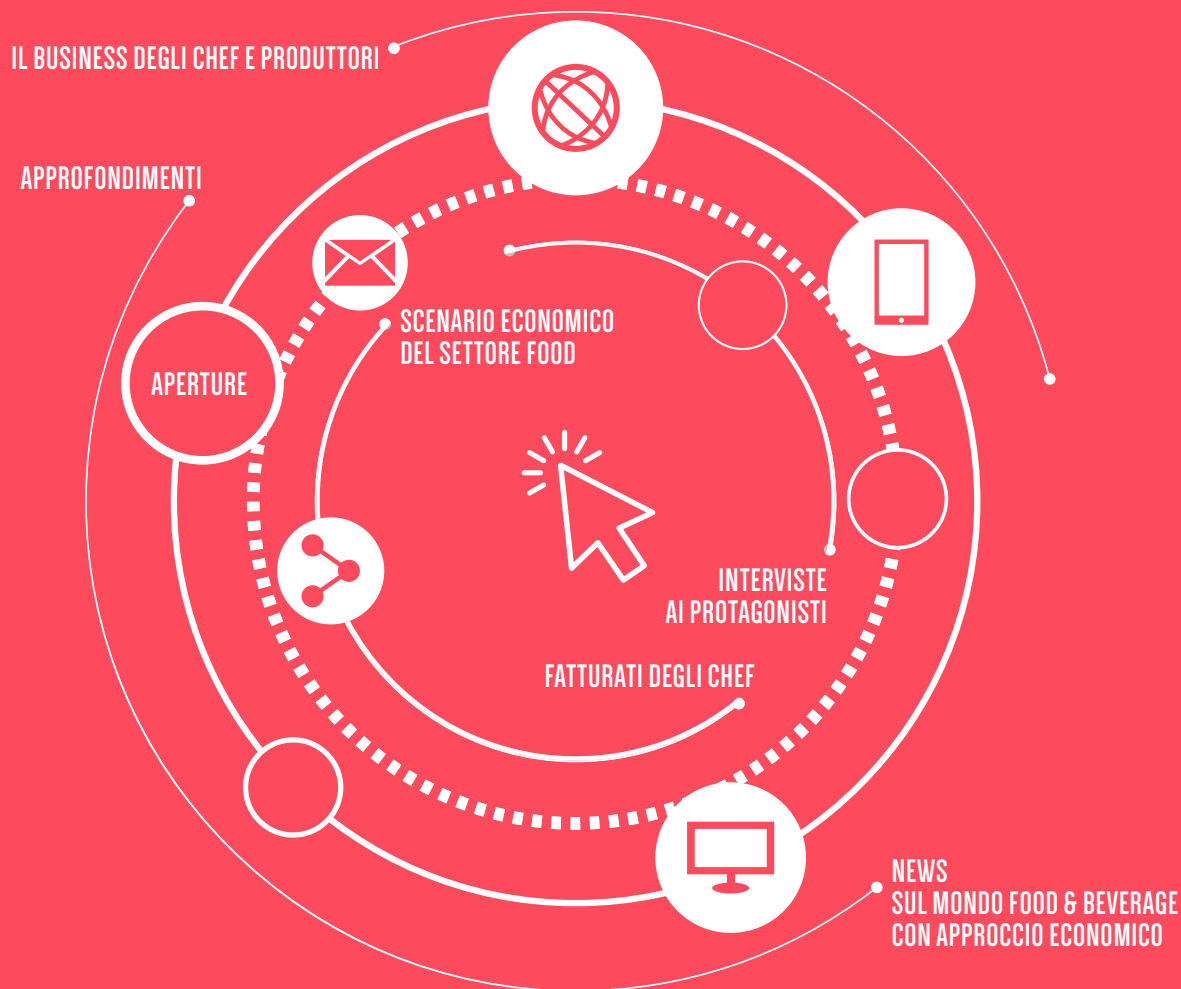 IL BUSINESS DEGLI CHEF E PRODUTTORI
APPROFONDIMENTI
SCENARIO ECONOMICO
DEL SETTORE FOOD
APERTURE
INTERVISTE
AI PROTAGONISTI
FATTURATI DEGLI CHEF
NEWS
SUL MONDO FOOD & BEVERAGE
CON APPROCCIO ECONOMICO